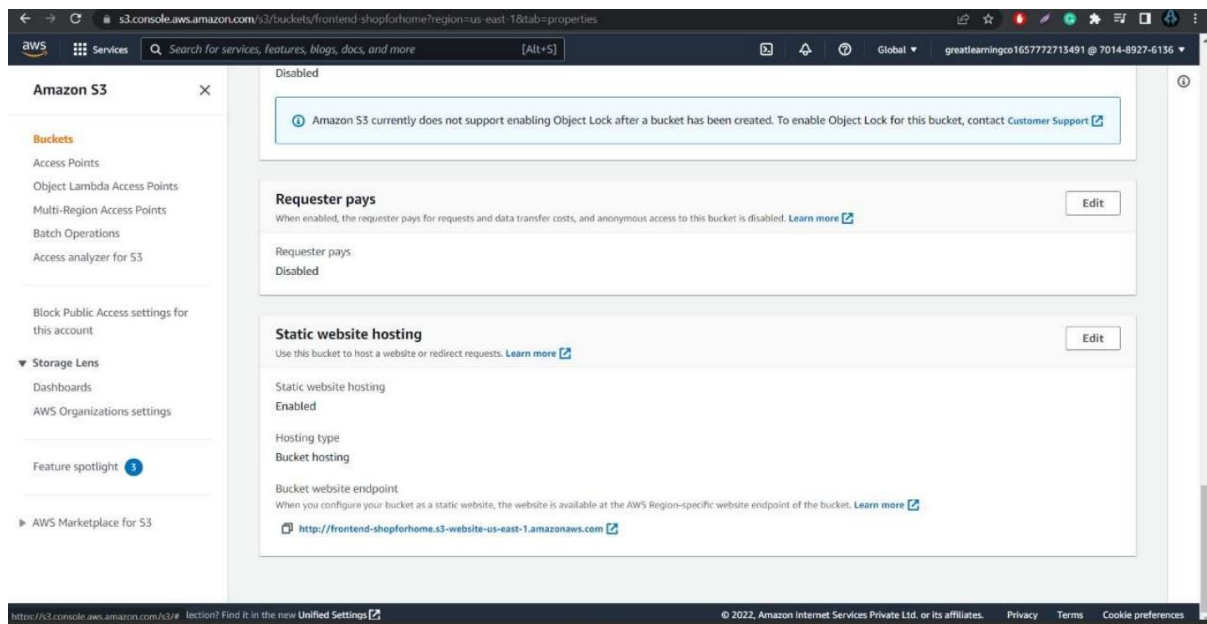 s3.console.aws.amazon.com/s3/buckets/frontend-shopforhome?region=us-east-1&tab=properties
aws
Services
Search for services, features, blogs, docs, and more
[Alt+S]
Global
greatlearningco1657772713491 @ 7014-8927-6136
Amazon S3
Buckets
Access Points
Object Lambda Access Points
Multi-Region Access Points
Batch Operations
Access analyzer for S3
Block Public Access settings for
this account
Storage Lens
Dashboards
AWS Organizations settings
Feature spotlight 3
AWS Marketplace for S3
Disabled
Amazon S3 currently does not support enabling Object Lock after a bucket has been created. To enable Object Lock for this bucket, contact Customer Support
Requester pays
Edit
When enabled, the requester pays for requests and data transfer costs, and anonymous access to this bucket is disabled. Learn more
Requester pays
Disabled
Static website hosting
Edit
Use this bucket to host a website or redirect requests. Learn more
Static website hosting
Enabled
Hosting type
Bucket hosting
Bucket website endpoint
When you configure your bucket as a static website, the website is available at the AWS Region-specific website endpoint of the bucket. Learn more
http://frontend-shopforhome.s3-website-us-east-1.amazonaws.com
https://s3.console.aws.amazon.com/s3/# lection? Find it in the new Unified Settings
© 2022, Amazon Internet Services Private Ltd. or its affiliates.
Privacy
Terms
Cookie preferences